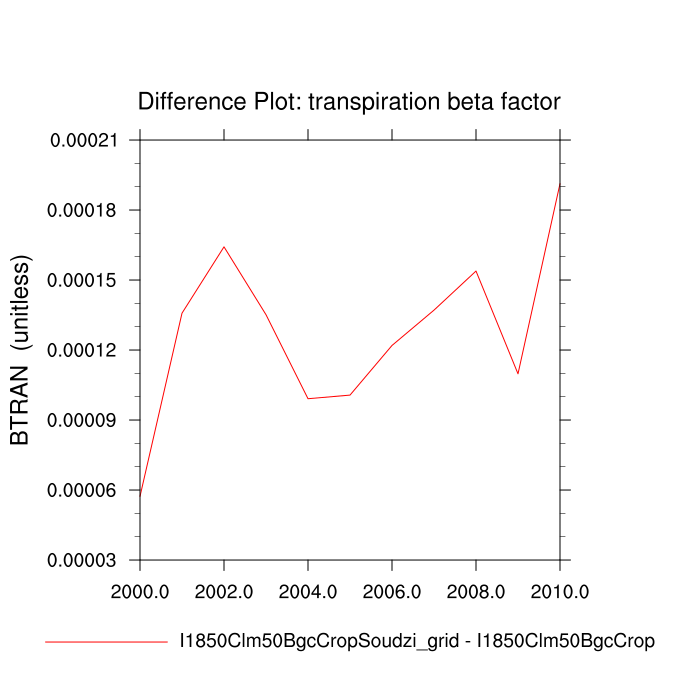 Difference Plot: transpiration beta factor
0.00021
0.00018
0.00015
0.00012
0.00009
0.00006
0.00003
BTRAN (unitless)
2000.0 2002.0 2004.0 2006.0 2008.0 2010.0
I1850Clm50BgcCropSoudzi_grid - I1850Clm50BgcCrop